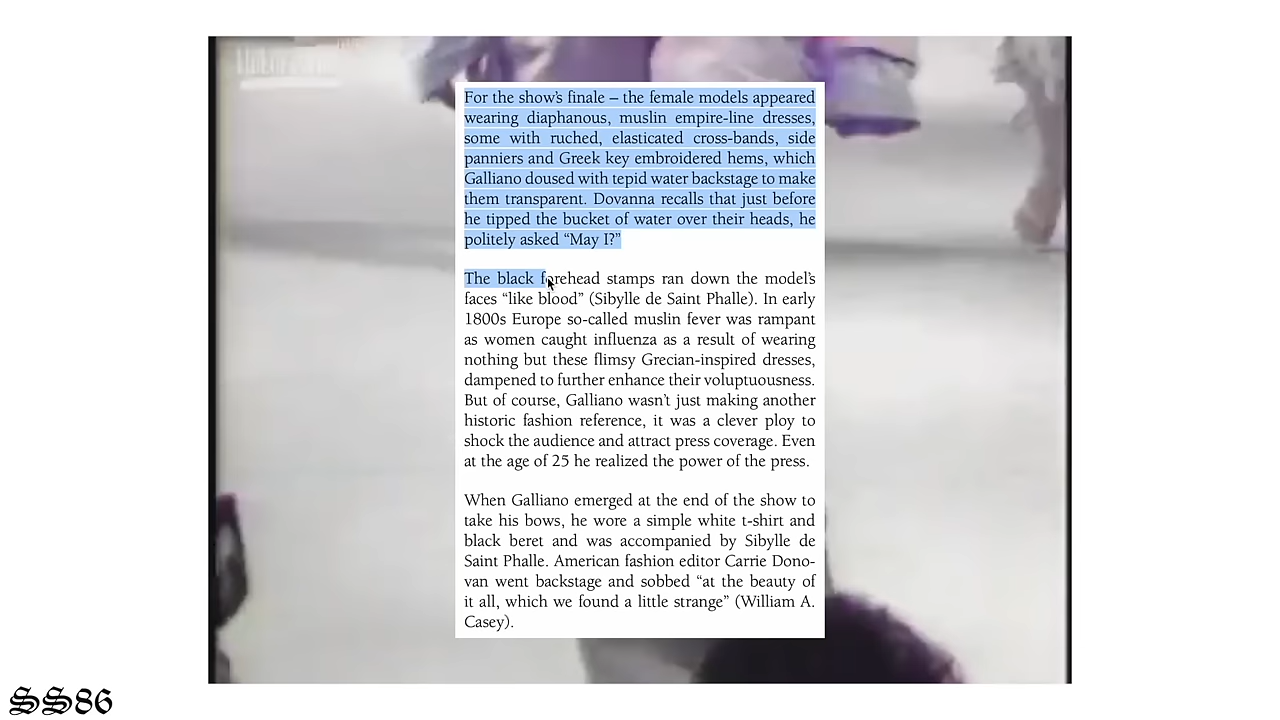 For the show's finale – the female models appeared
wearing diaphanous, muslin empire-line dresses,
some with ruched, elasticated cross-bands, side
panniers and Greek key embroidered hems, which
Galliano doused with tepid water backstage to make
them transparent. Dovanna recalls that just before
he tipped the bucket of water over their heads, he
politely asked “May I?”
The black forehead stamps ran down the model's
faces “like blood” (Sibylle de Saint Phalle). In early
1800s Europe so-called muslin fever was rampant
as women caught influenza as a result of wearing
nothing but these flimsy Grecian-inspired dresses,
dampened to further enhance their voluptuousness.
But of course, Galliano wasn't just making another
historic fashion reference, it was a clever ploy to
shock the audience and attract press coverage. Even
at the age of 25 he realized the power of the press.
When Galliano emerged at the end of the show to
take his bows, he wore a simple white t-shirt and
black beret and was accompanied by Sibylle de
Saint Phalle. American fashion editor Carrie Dono-
van went backstage and sobbed “at the beauty of
it all, which we found a little strange” (William A.
Casey).
SS86